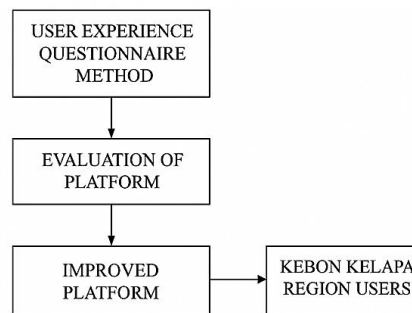 USER EXPERIENCE
QUESTIONNAIRE
METHOD
EVALUATION OF
PLATFORM
IMPROVED
PLATFORM
KEBON KELAPA
REGION USERS